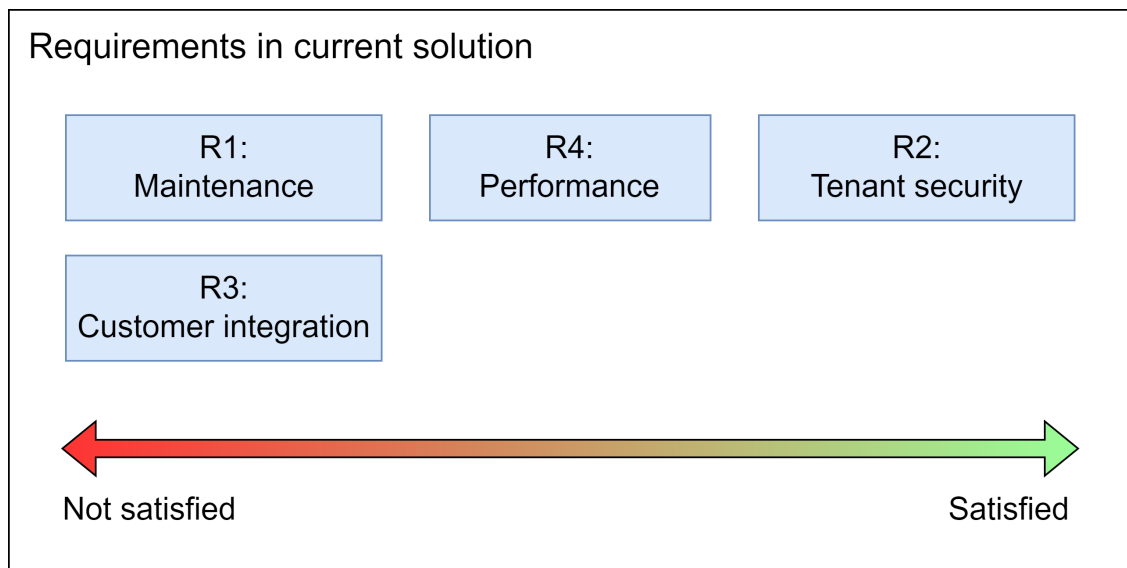 Requirements in current solution
R1:
Maintenance
R4:
Performance
R2:
Tenant security
R3:
Customer integration
Not satisfied
Satisfied